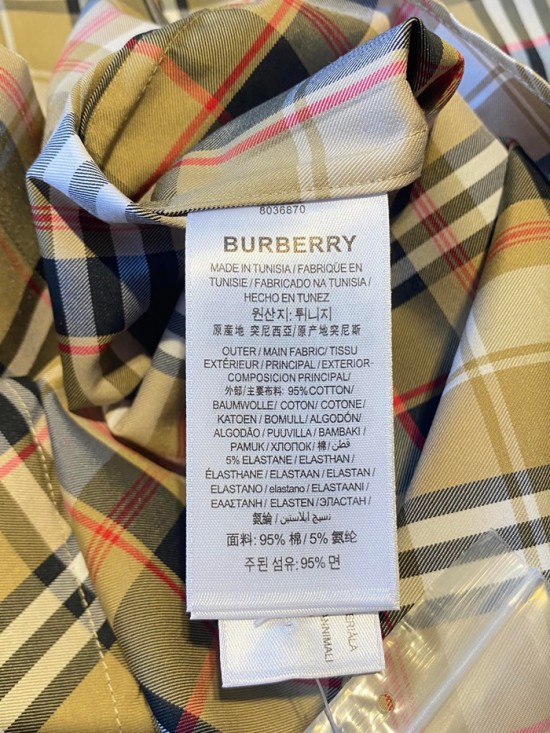 8036870
BURBERRY
MADE IN TUNISIA / FABRIQUÉ EN
TUNISIE / FABRICADO NA TUNISIA /
HECHO EN TUNEZ
원산지: 튀니지
原産地 突尼西亞/原产地突尼斯
OUTER / MAIN FABRIC/ TISSU
EXTÉRIEUR / PRINCIPAL / EXTERIOR-
COMPOSICION PRINCIPAL/
外部/主要布料: 95%COTTON/
BAUMWOLLE / COTON/ COTONE/
KATOEN / BOMULL / ALGODÓN/
ALGODÃO / PUUVILLA / BAMBAKI /
PAMUK / ХЛОПОК/ 棉/ قطن/
5% ELASTANE / ELASTHAN/
ÉLASTHANE / ELASTAAN / ELASTAN /
ELASTANO / elastano / ELASTAANI /
ΕΛΑΣΤΑΝΗ / ELASTEN / ЭЛАСТАН /
氨綸/ نسيج ايلاستين/
面料: 95% 棉/ 5% 氨纶
주된 섬유: 95% 면
ERIĀLA
ANNIMALI